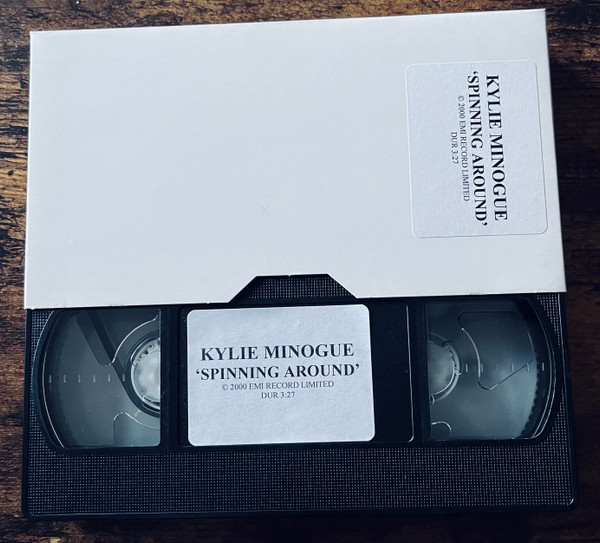 KYLIE MINOGUE
‘SPINNING AROUND’
© 2000 EMI RECORD LIMITED
DUR 3:27
KYLIE MINOGUE
‘SPINNING AROUND’
© 2000 EMI RECORD LIMITED
DUR 3:27